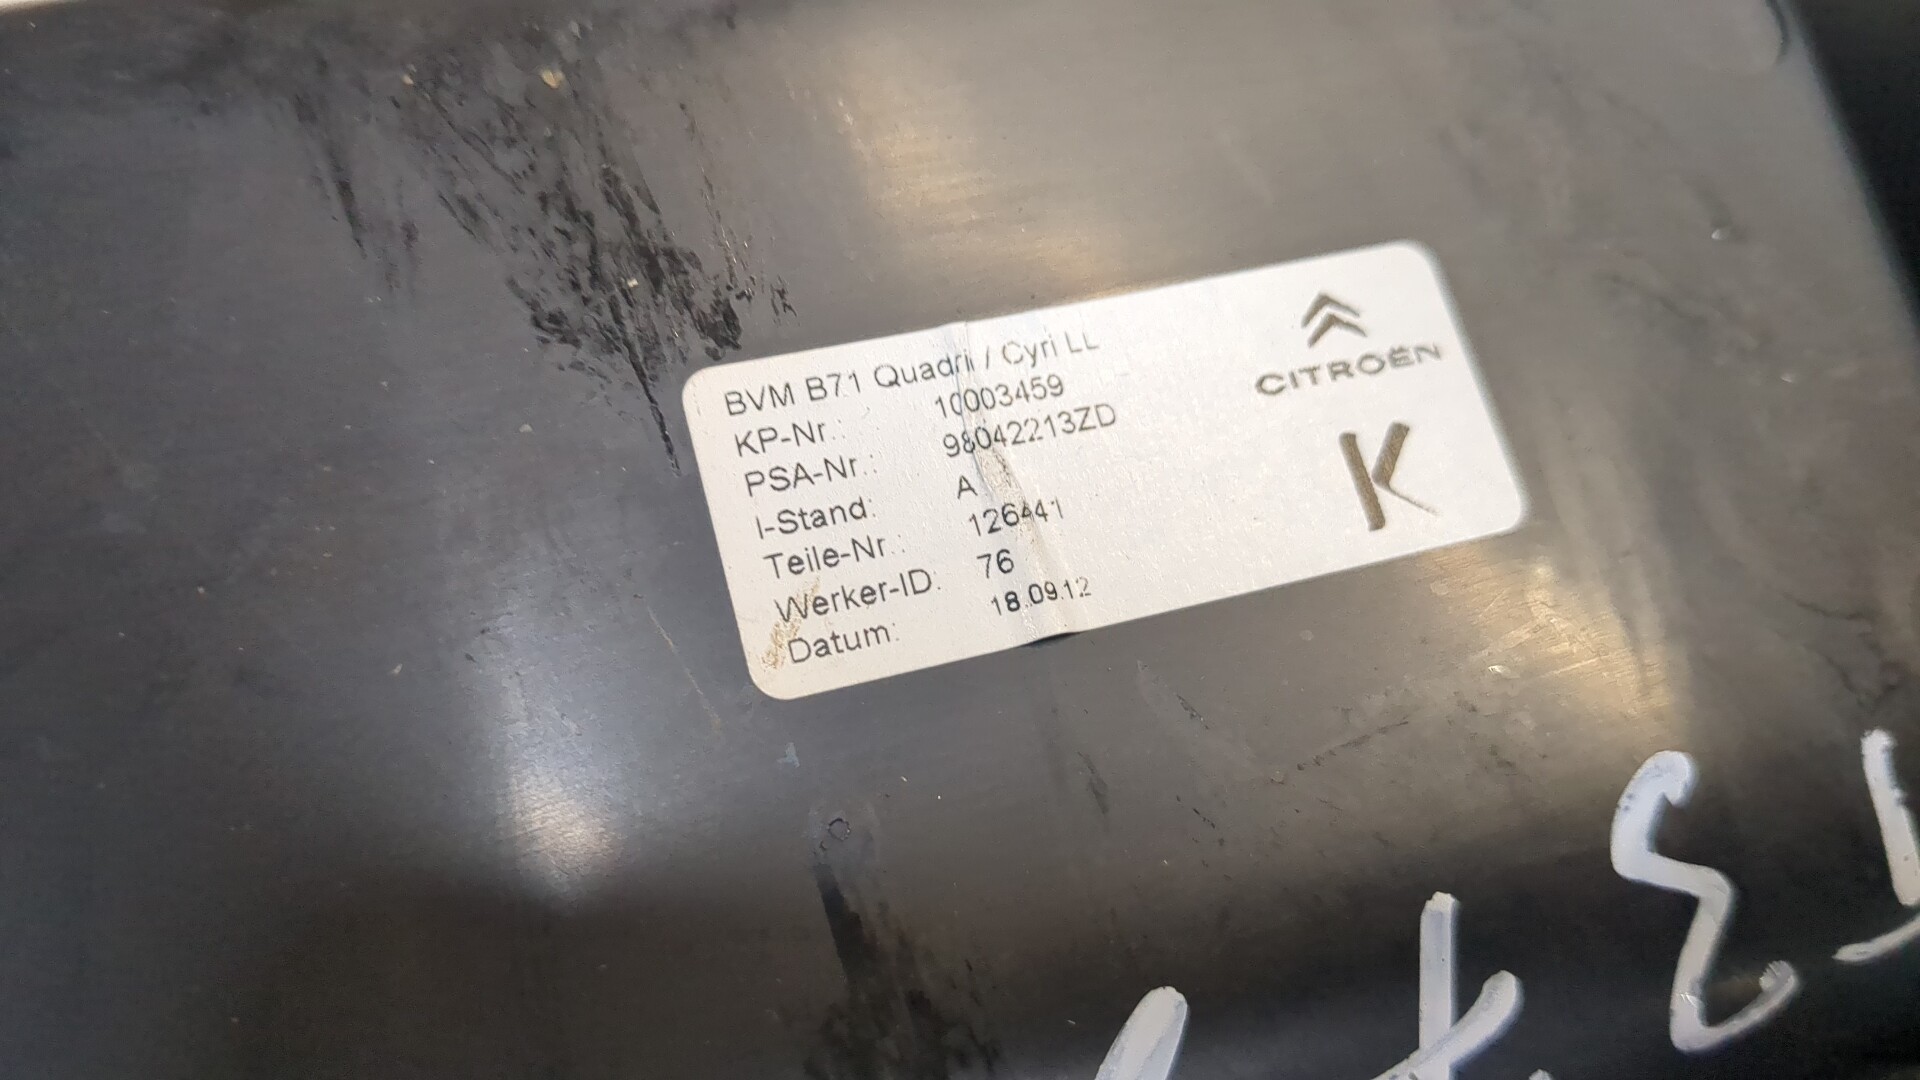 BVM B71 Quadrii / Cyri LL
KP-Nr.: 10003459
PSA-Nr.: 98042213ZD
I-Stand: A
Teile-Nr.: 126441
Werker-ID: 76
Datum: 18.09.12
CITROËN
K